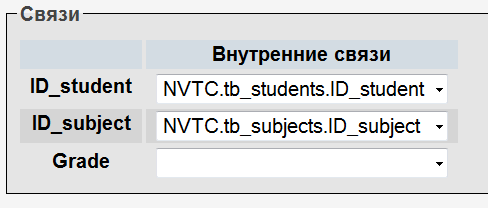 Связи
Внутренние связи
ID_student NVTC.tb_students.ID_student
ID_subject NVTC.tb_subjects.ID_subject
Grade